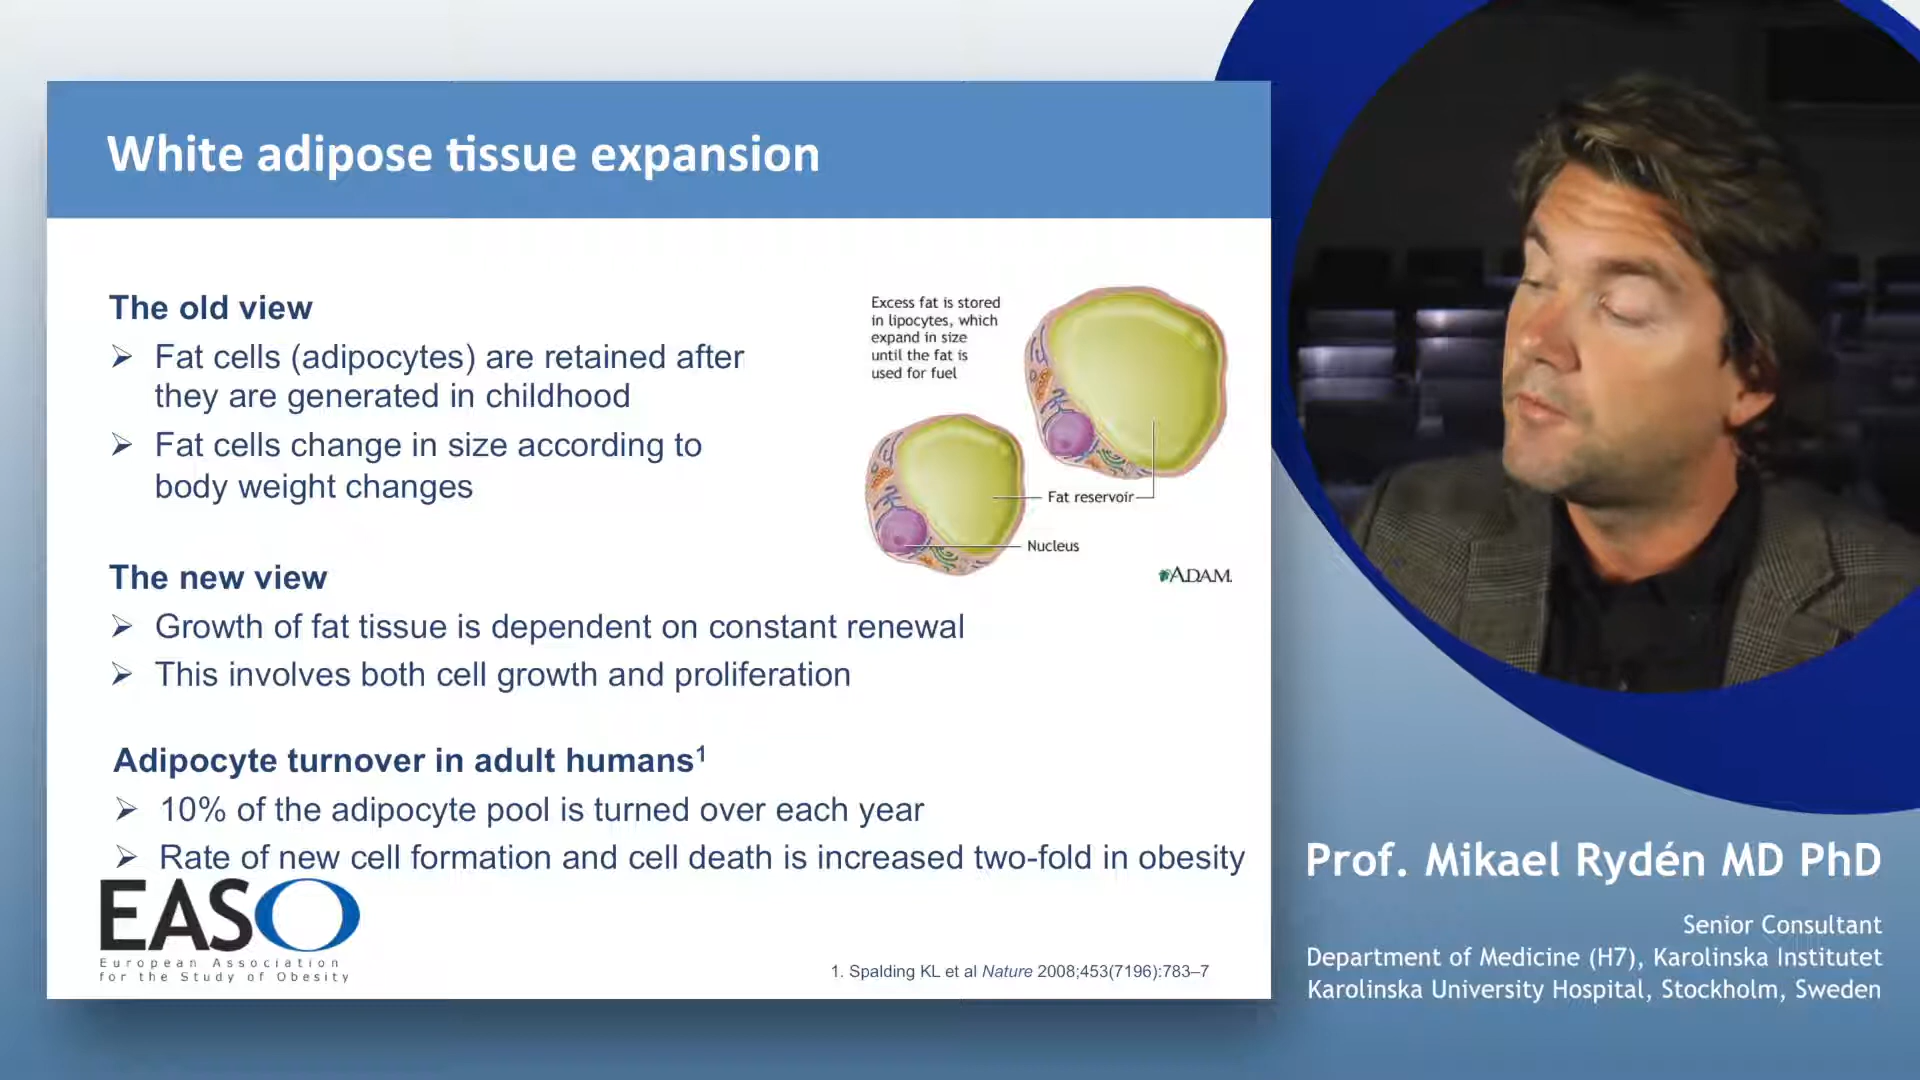 White adipose tissue expansion
The old view
➢ Fat cells (adipocytes) are retained after
they are generated in childhood
➢ Fat cells change in size according to
body weight changes
Excess fat is stored
in lipocytes, which
expand in size
until the fat is
used for fuel
Fat reservoir
Nucleus
ADAM.
The new view
➢ Growth of fat tissue is dependent on constant renewal
➢ This involves both cell growth and proliferation
Adipocyte turnover in adult humans¹
➢ 10% of the adipocyte pool is turned over each year
➢ Rate of new cell formation and cell death is increased two-fold in obesity
EASO
European Association
for the Study of Obesity
1. Spalding KL et al Nature 2008;453(7196):783–7
Prof. Mikael Rydén MD PhD
Senior Consultant
Department of Medicine (H7), Karolinska Institutet
Karolinska University Hospital, Stockholm, Sweden